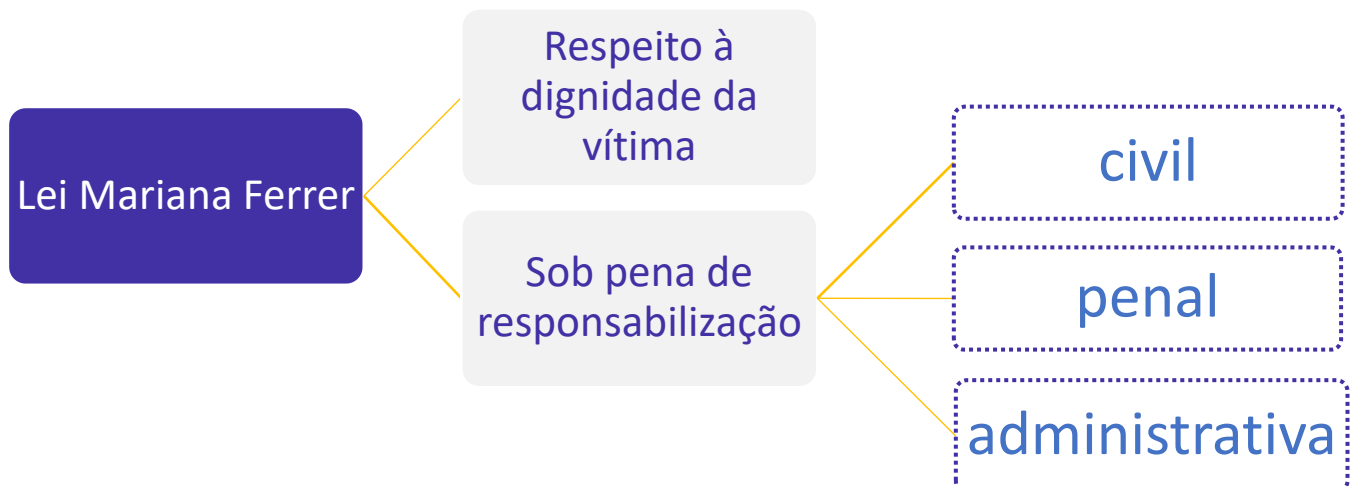 Lei Mariana Ferrer
Respeito à
dignidade da
vítima
Sob pena de
responsabilização
civil
penal
administrativa